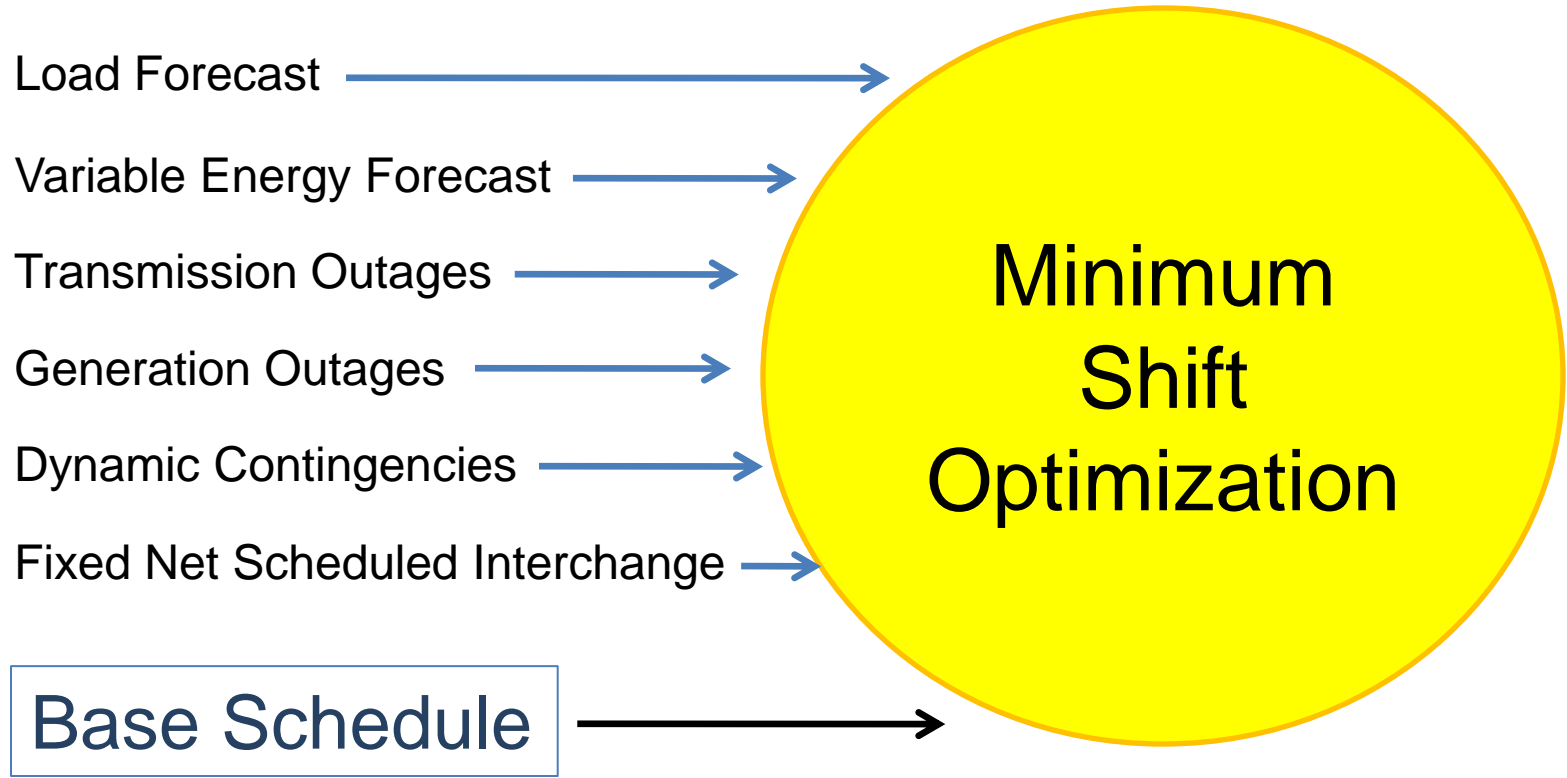 Load Forecast
Variable Energy Forecast
Transmission Outages
Generation Outages
Dynamic Contingencies
Fixed Net Scheduled Interchange
Base Schedule
Minimum
Shift
Optimization